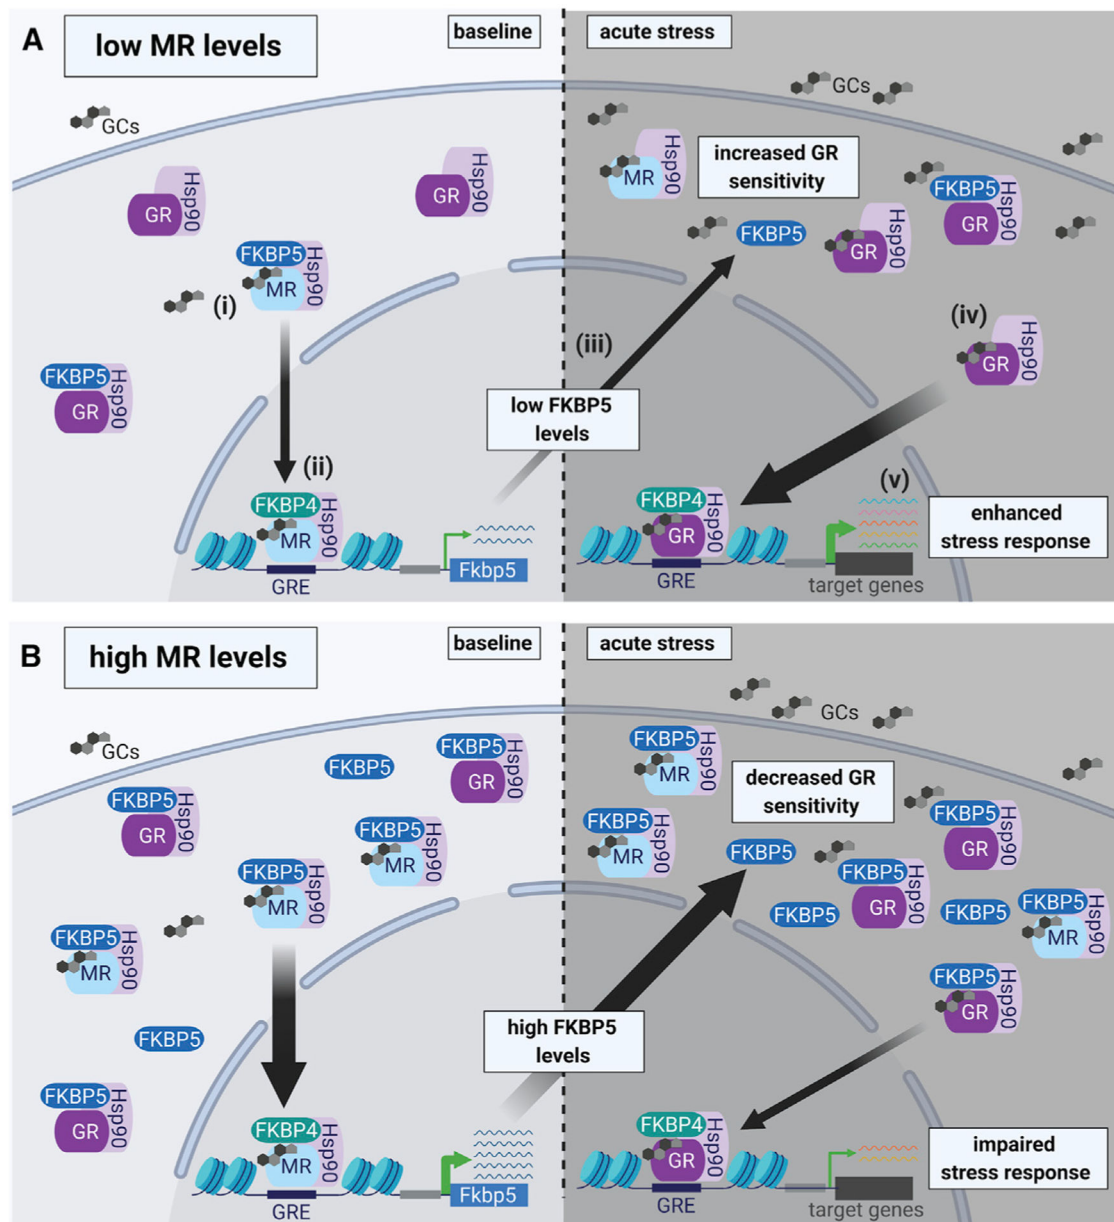 A
low MR levels
baseline
acute stress
GCs
GCs
GR
Hsp90
GR
Hsp90
MR
Hsp90
increased GR
sensitivity
FKBP5
GR
Hsp90
FKBP5
GR
Hsp90
FKBP5
MR
Hsp90
(i)
FKBP5
GR
Hsp90
(iii)
(iv)
GR
Hsp90
low FKBP5
levels
(ii)
FKBP4
MR
Hsp90
GRE
Fkbp5
FKBP4
GR
Hsp90
GRE
(v)
target genes
enhanced
stress response
B
high MR levels
baseline
acute stress
GCs
GCs
FKBP5
GR
Hsp90
FKBP5
FKBP5
GR
Hsp90
FKBP5
MR
Hsp90
FKBP5
MR
Hsp90
FKBP5
MR
Hsp90
FKBP5
FKBP5
GR
Hsp90
FKBP5
MR
Hsp90
FKBP5
MR
Hsp90
decreased GR
sensitivity
FKBP5
FKBP5
GR
Hsp90
FKBP5
GR
Hsp90
FKBP5
FKBP5
FKBP5
MR
Hsp90
FKBP5
GR
Hsp90
high FKBP5
levels
FKBP4
MR
Hsp90
GRE
Fkbp5
FKBP4
GR
Hsp90
GRE
target genes
impaired
stress response